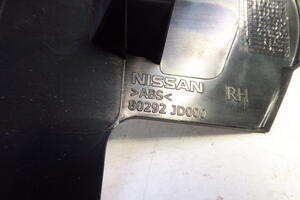 NISSAN
>ABS<
80292 JD000
RH